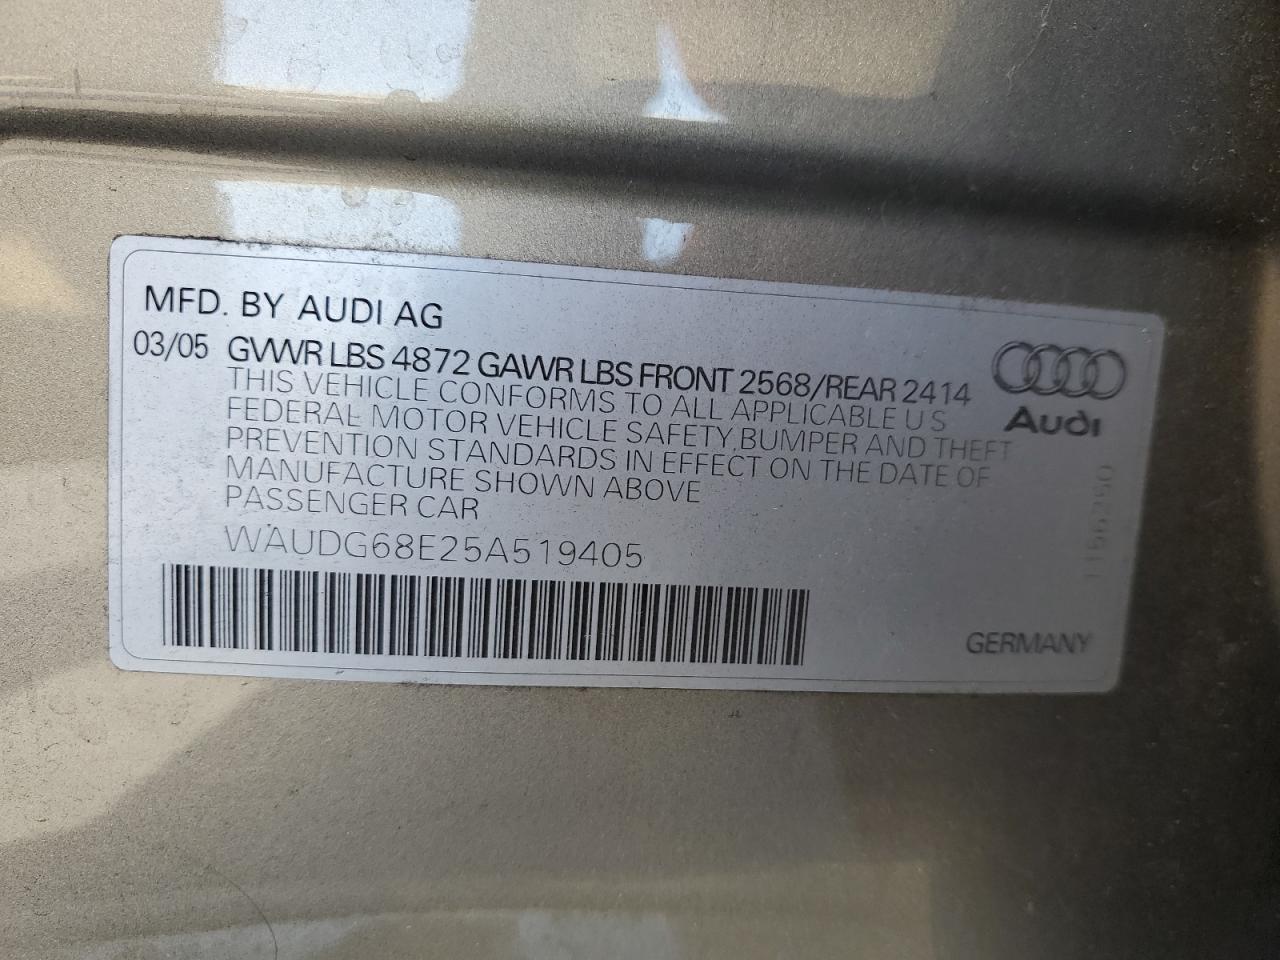 MFD. BY AUDI AG
03/05 GVWR LBS 4872 GAWR LBS FRONT 2568/REAR 2414
THIS VEHICLE CONFORMS TO ALL APPLICABLE U S
FEDERAL MOTOR VEHICLE SAFETY,BUMPER AND THEFT
PREVENTION STANDARDS IN EFFECT ON THE DATE OF
MANUFACTURE SHOWN ABOVE
PASSENGER CAR
WAUDG68E25A519405
Audi
1156250
GERMANY